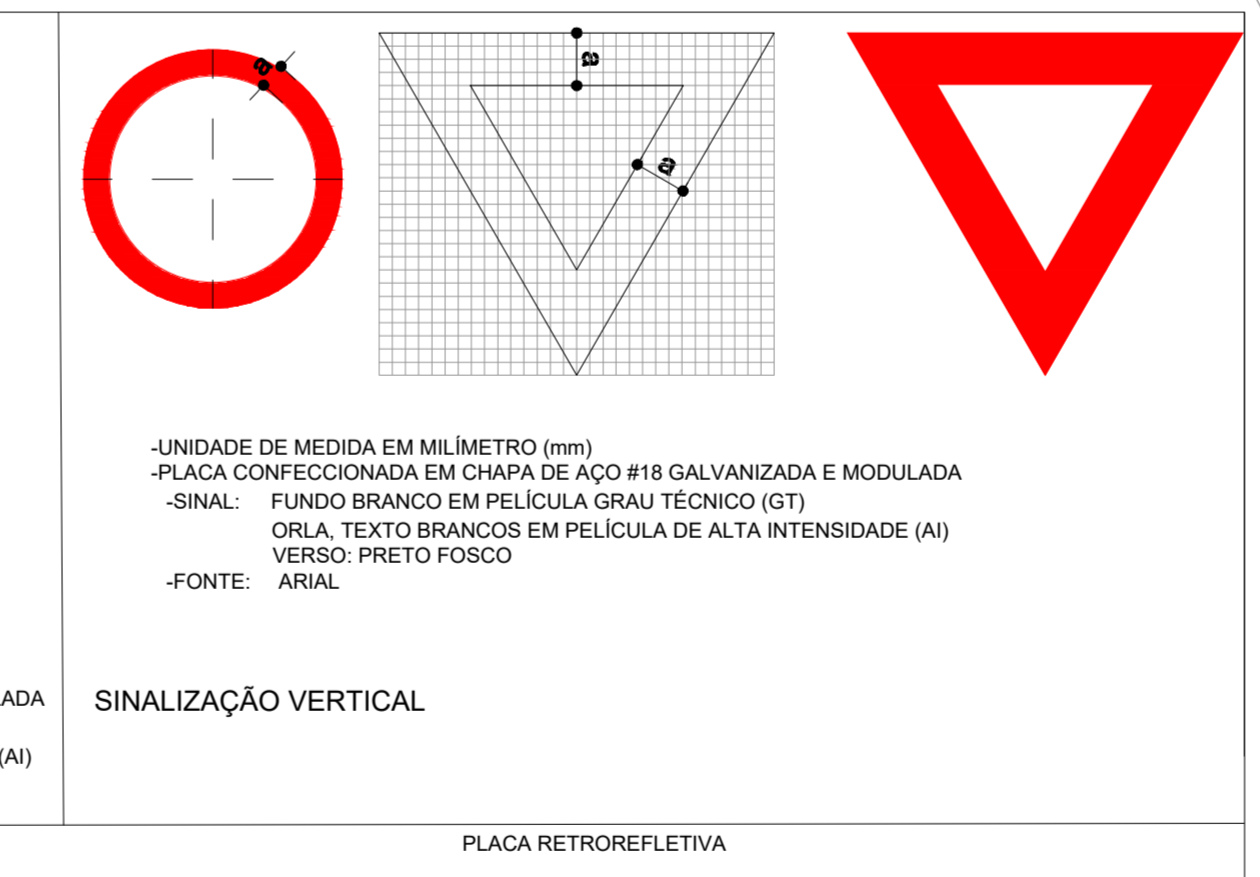 a
a
a
-UNIDADE DE MEDIDA EM MILÍMETRO (mm)
-PLACA CONFECCIONADA EM CHAPA DE AÇO #18 GALVANIZADA E MODULADA
-SINAL: FUNDO BRANCO EM PELÍCULA GRAU TÉCNICO (GT)
ORLA, TEXTO BRANCOS EM PELÍCULA DE ALTA INTENSIDADE (AI)
VERSO: PRETO FOSCO
-FONTE: ARIAL
ADA
SINALIZAÇÃO VERTICAL
(AI)
PLACA RETROREFLETIVA